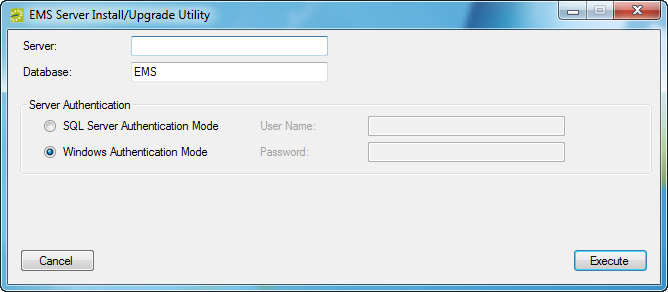 EMS Server Install/Upgrade Utility
Server:
Database: EMS
Server Authentication
SQL Server Authentication Mode User Name:
Windows Authentication Mode Password:
Cancel Execute